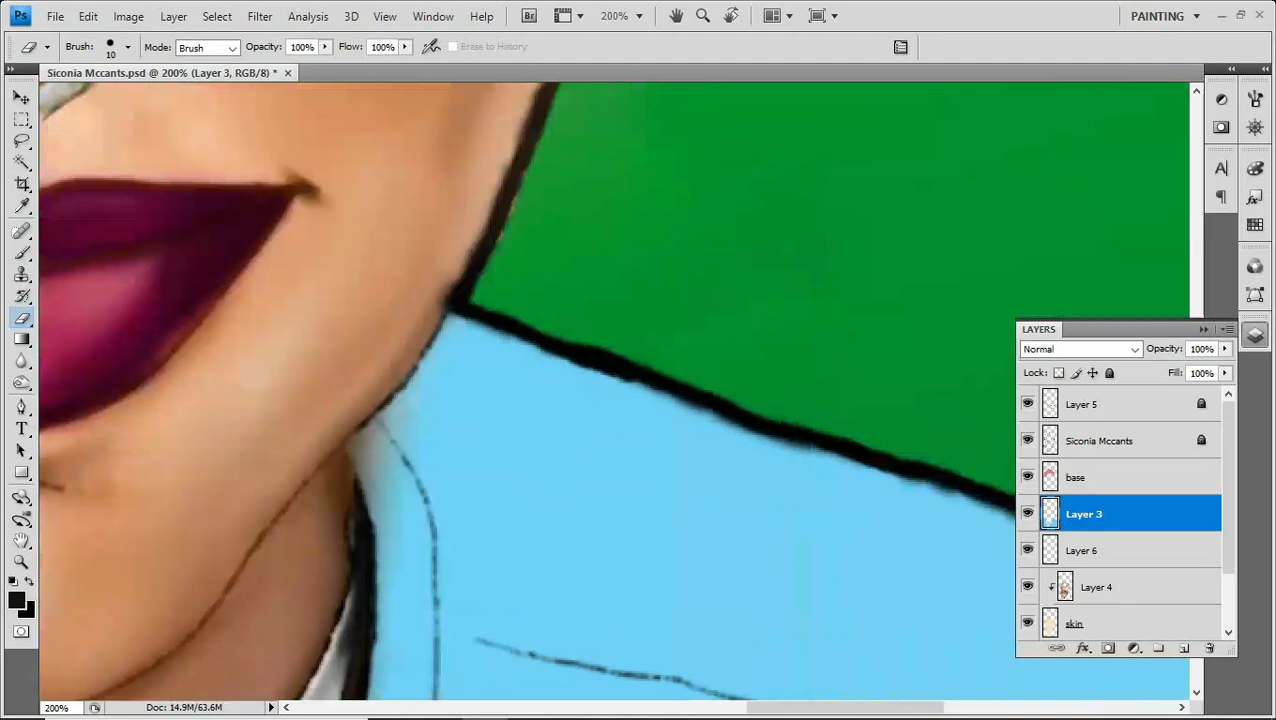 Ps File Edit Image Layer Select Filter Analysis 3D View Window Help Br 200% PAINTING
Brush: 10 Mode: Brush Opacity: 100% Flow: 100% Erase to History
Siconia Mccants.psd @ 200% (Layer 3, RGB/8) *
LAYERS
Normal Opacity: 100%
Lock: Fill: 100%
Layer 5
Siconia Mccants
base
Layer 3
Layer 6
Layer 4
skin
200% Doc: 14.9M/63.6M